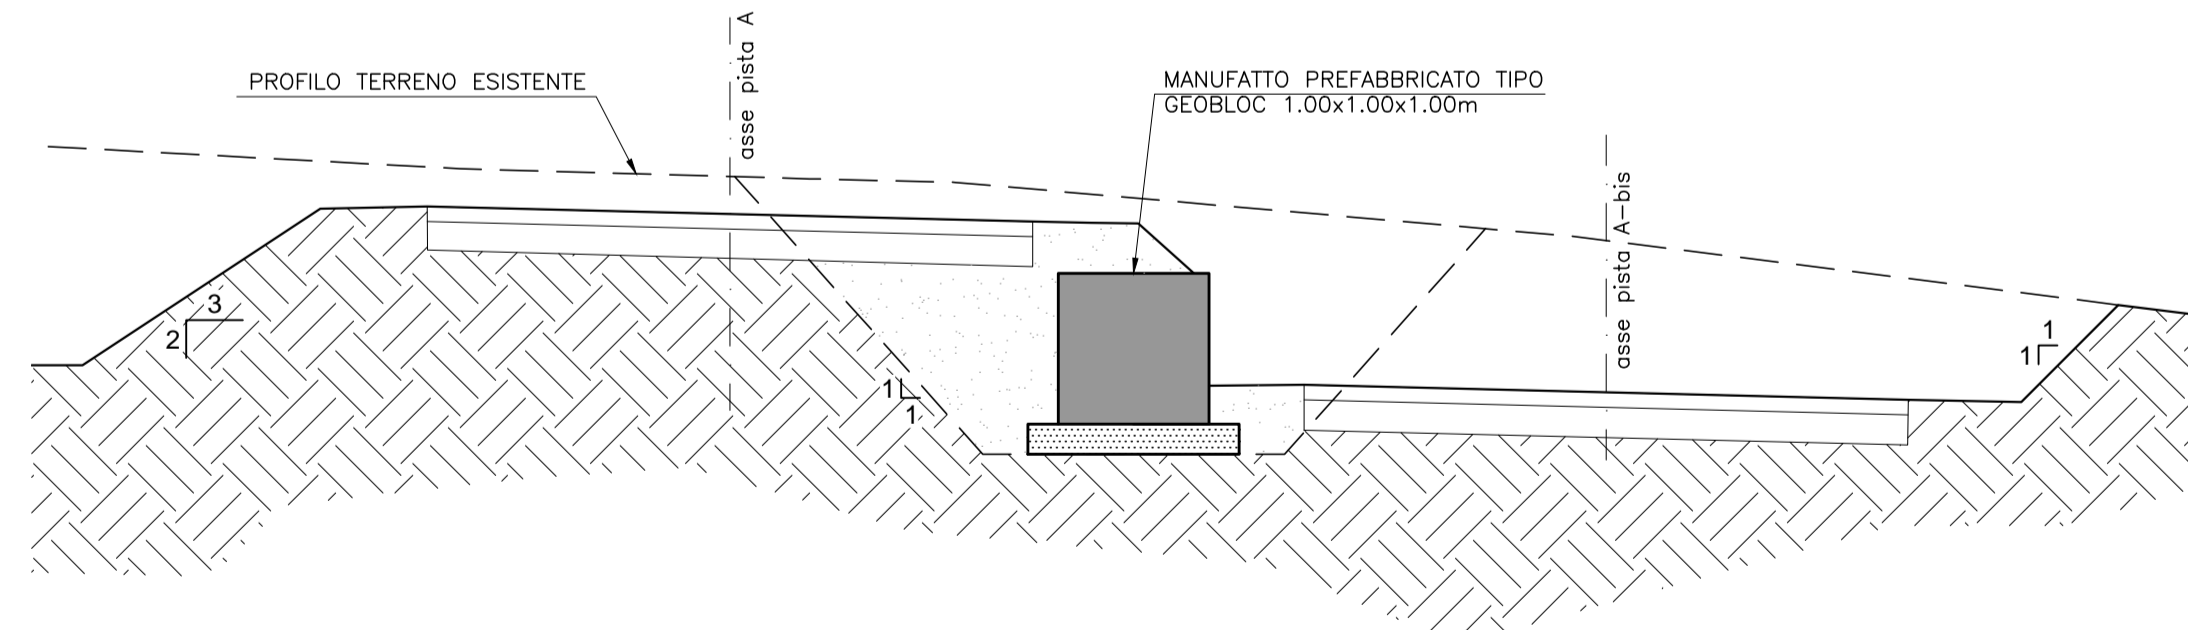 asse pista A
PROFILO TERRENO ESISTENTE
MANUFATTO PREFABBRICATO TIPO
GEOBLOC 1.00x1.00x1.00m
asse pista A-bis
3
2
1
1
1
1